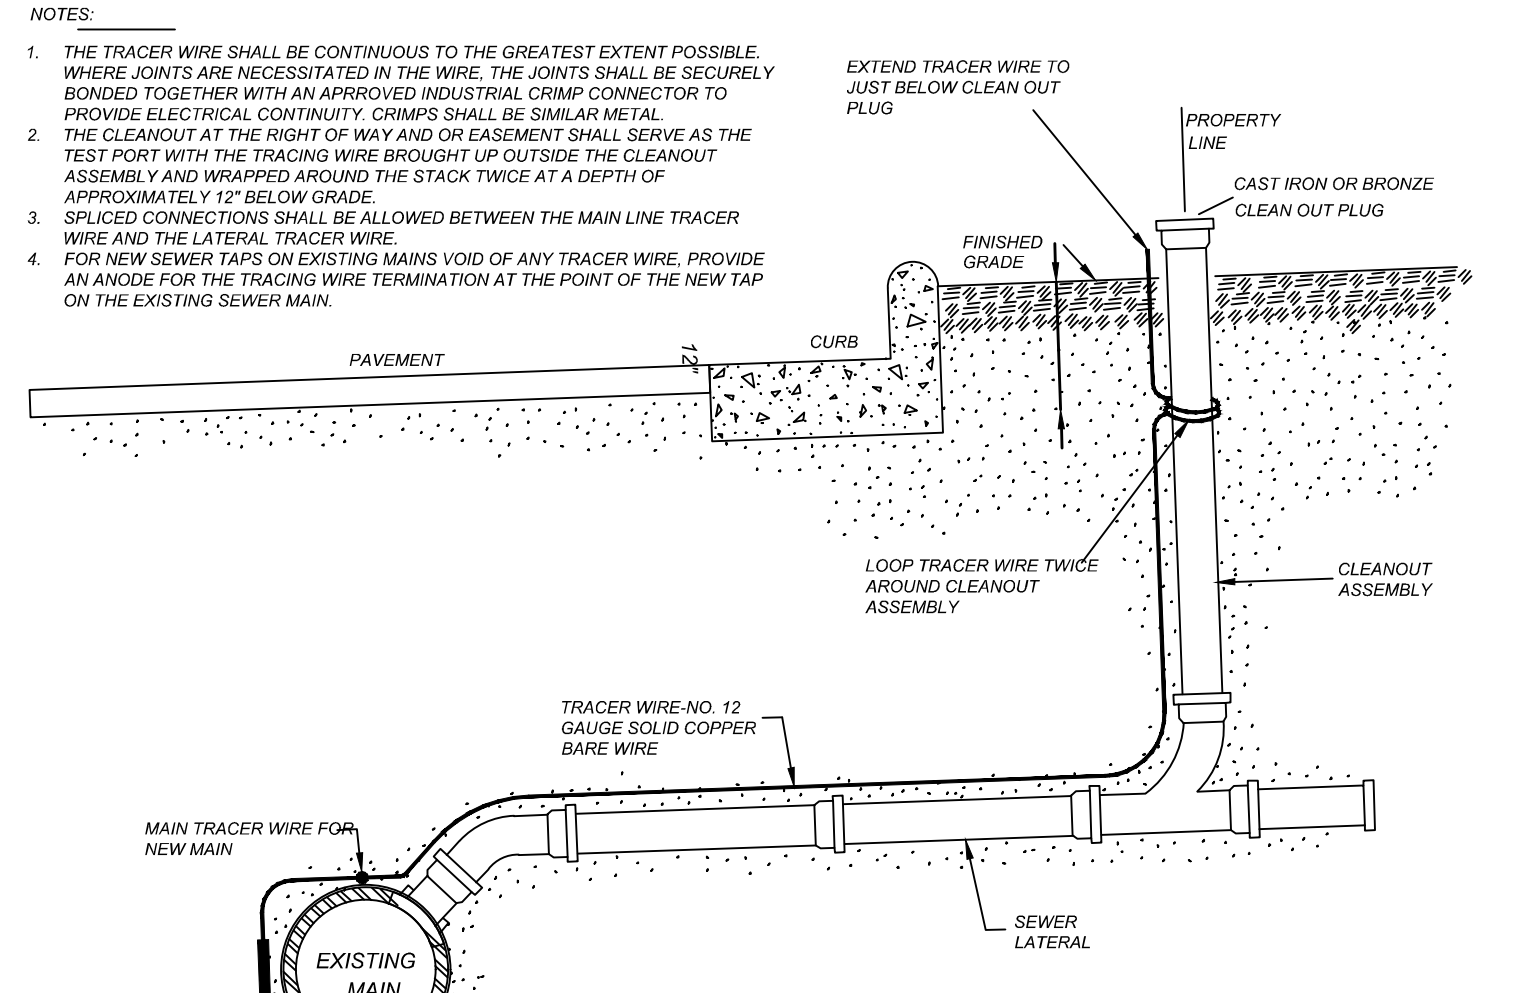 NOTES:
1. THE TRACER WIRE SHALL BE CONTINUOUS TO THE GREATEST EXTENT POSSIBLE.
WHERE JOINTS ARE NECESSITATED IN THE WIRE, THE JOINTS SHALL BE SECURELY
BONDED TOGETHER WITH AN APRROVED INDUSTRIAL CRIMP CONNECTOR TO
PROVIDE ELECTRICAL CONTINUITY. CRIMPS SHALL BE SIMILAR METAL.
2. THE CLEANOUT AT THE RIGHT OF WAY AND OR EASEMENT SHALL SERVE AS THE
TEST PORT WITH THE TRACING WIRE BROUGHT UP OUTSIDE THE CLEANOUT
ASSEMBLY AND WRAPPED AROUND THE STACK TWICE AT A DEPTH OF
APPROXIMATELY 12" BELOW GRADE.
3. SPLICED CONNECTIONS SHALL BE ALLOWED BETWEEN THE MAIN LINE TRACER
WIRE AND THE LATERAL TRACER WIRE.
4. FOR NEW SEWER TAPS ON EXISTING MAINS VOID OF ANY TRACER WIRE, PROVIDE
AN ANODE FOR THE TRACING WIRE TERMINATION AT THE POINT OF THE NEW TAP
ON THE EXISTING SEWER MAIN.
EXTEND TRACER WIRE TO
JUST BELOW CLEAN OUT
PLUG
PROPERTY
LINE
CAST IRON OR BRONZE
CLEAN OUT PLUG
FINISHED
GRADE
CURB
12"
PAVEMENT
LOOP TRACER WIRE TWICE
AROUND CLEANOUT
ASSEMBLY
CLEANOUT
ASSEMBLY
TRACER WIRE-NO. 12
GAUGE SOLID COPPER
BARE WIRE
MAIN TRACER WIRE FOR
NEW MAIN
SEWER
LATERAL
EXISTING
MAIN